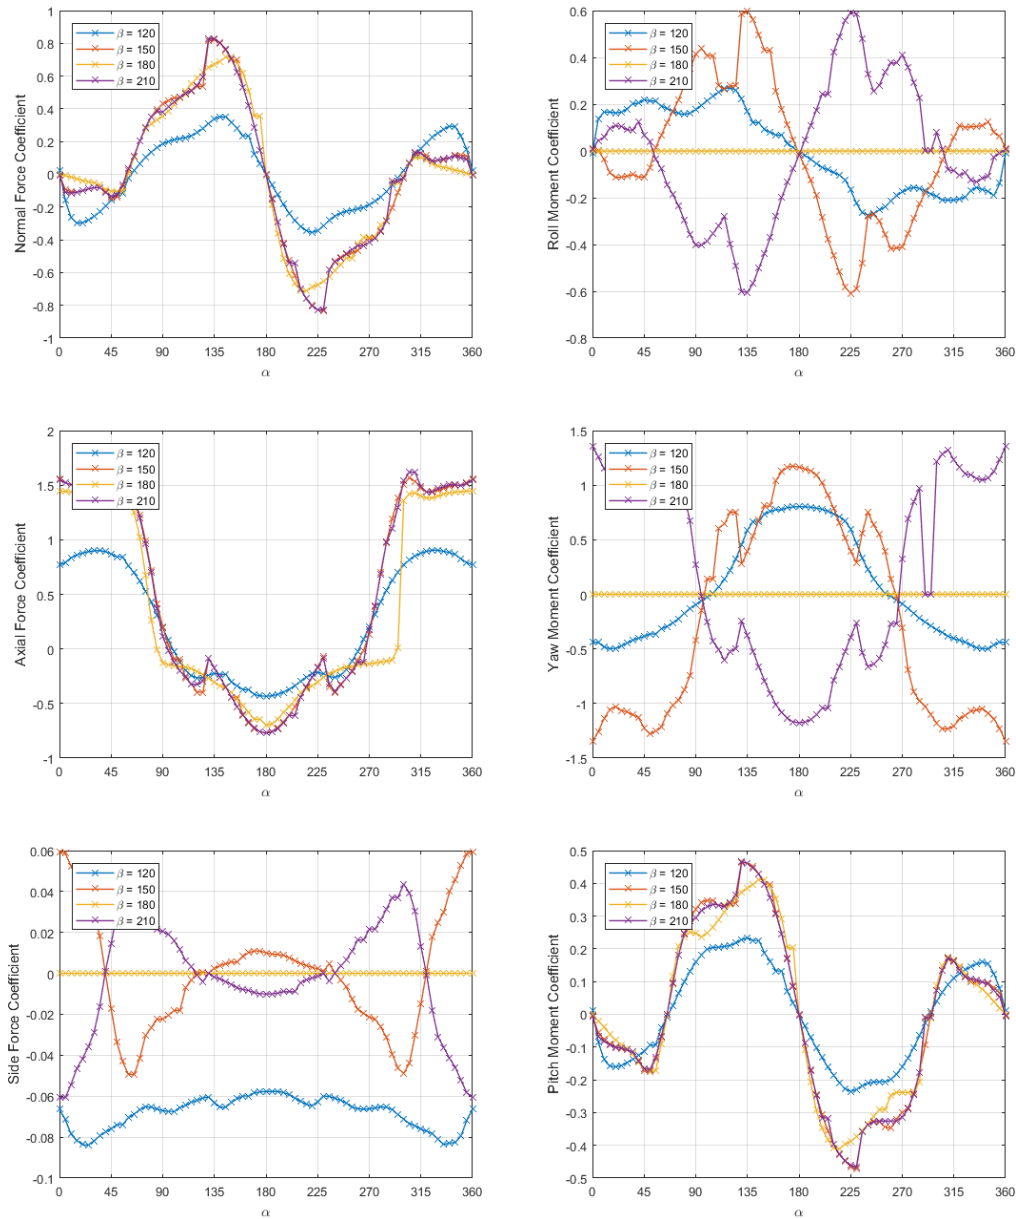 Normal Force Coefficient
1
0.8
0.6
0.4
0.2
0
-0.2
-0.4
-0.6
-0.8
-1
β = 120
β = 150
β = 180
β = 210
0 45 90 135 180 225 270 315 360
α
Roll Moment Coefficient
0.6
0.4
0.2
0
-0.2
-0.4
-0.6
-0.8
β = 120
β = 150
β = 180
β = 210
0 45 90 135 180 225 270 315 360
α
Axial Force Coefficient
2
1.5
1
0.5
0
-0.5
-1
β = 120
β = 150
β = 180
β = 210
0 45 90 135 180 225 270 315 360
α
Yaw Moment Coefficient
1.5
1
0.5
0
-0.5
-1
-1.5
β = 120
β = 150
β = 180
β = 210
0 45 90 135 180 225 270 315 360
α
Side Force Coefficient
0.06
0.04
0.02
0
-0.02
-0.04
-0.06
-0.08
-0.1
β = 120
β = 150
β = 180
β = 210
0 45 90 135 180 225 270 315 360
α
Pitch Moment Coefficient
0.5
0.4
0.3
0.2
0.1
0
-0.1
-0.2
-0.3
-0.4
-0.5
β = 120
β = 150
β = 180
β = 210
0 45 90 135 180 225 270 315 360
α